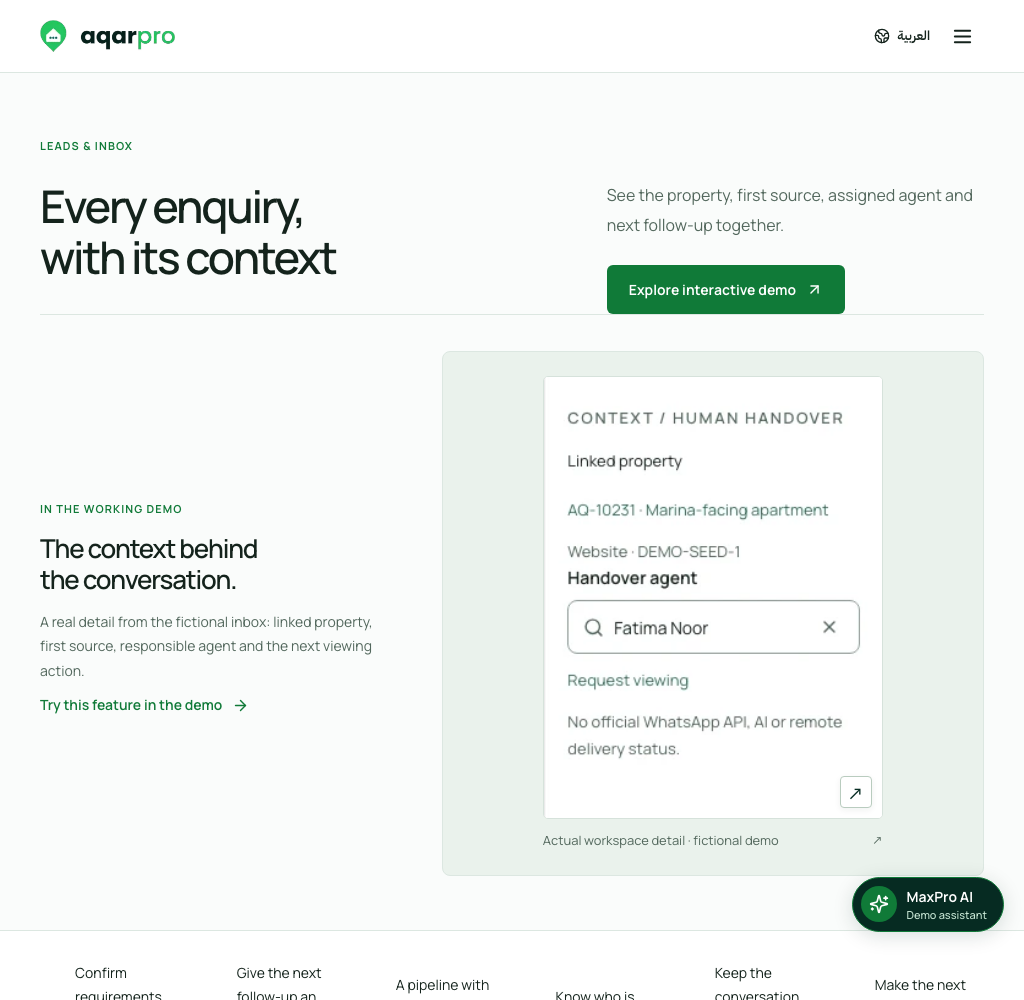 aqarpro
العربية
LEADS & INBOX
Every enquiry,
with its context
See the property, first source, assigned agent and
next follow-up together.
Explore interactive demo
IN THE WORKING DEMO
The context behind
the conversation.
A real detail from the fictional inbox: linked property,
first source, responsible agent and the next viewing
action.
Try this feature in the demo
CONTEXT / HUMAN HANDOVER
Linked property
AQ-10231 · Marina-facing apartment
Website · DEMO-SEED-1
Handover agent
Fatima Noor
Request viewing
No official WhatsApp API, AI or remote
delivery status.
Actual workspace detail · fictional demo
MaxPro AI
Demo assistant
Confirm
requirements
Give the next
follow-up an
A pipeline with
Know who is
Keep the
conversation
Make the next